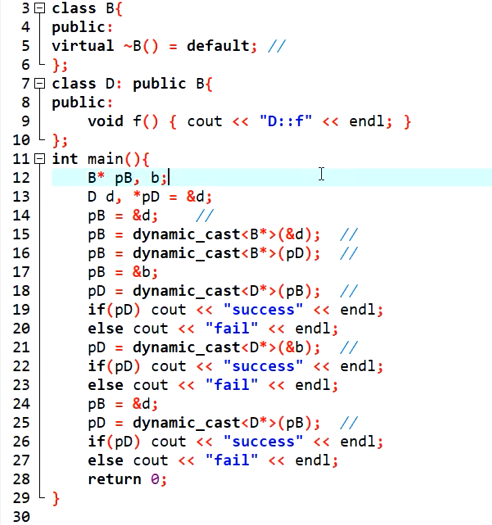 3 class B{
4 public:
5 virtual ~B() = default; //
6 };
7 class D: public B{
8 public:
9     void f() { cout << "D::f" << endl; }
10 };
11 int main(){
12     B* pB, b;
13     D d, *pD = &d;
14     pB = &d;    //
15     pB = dynamic_cast<B*>(&d);  //
16     pB = dynamic_cast<B*>(pD);  //
17     pB = &b;
18     pD = dynamic_cast<D*>(pB);  //
19     if(pD) cout << "success" << endl;
20     else cout << "fail" << endl;
21     pD = dynamic_cast<D*>(&b);  //
22     if(pD) cout << "success" << endl;
23     else cout << "fail" << endl;
24     pB = &d;
25     pD = dynamic_cast<D*>(pB);  //
26     if(pD) cout << "success" << endl;
27     else cout << "fail" << endl;
28     return 0;
29 }
30